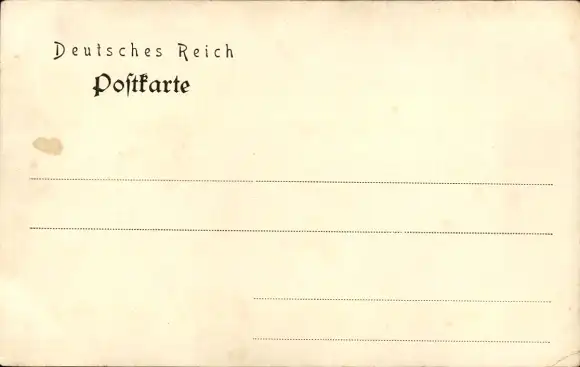 Deutsches Reich
Poſtkarte